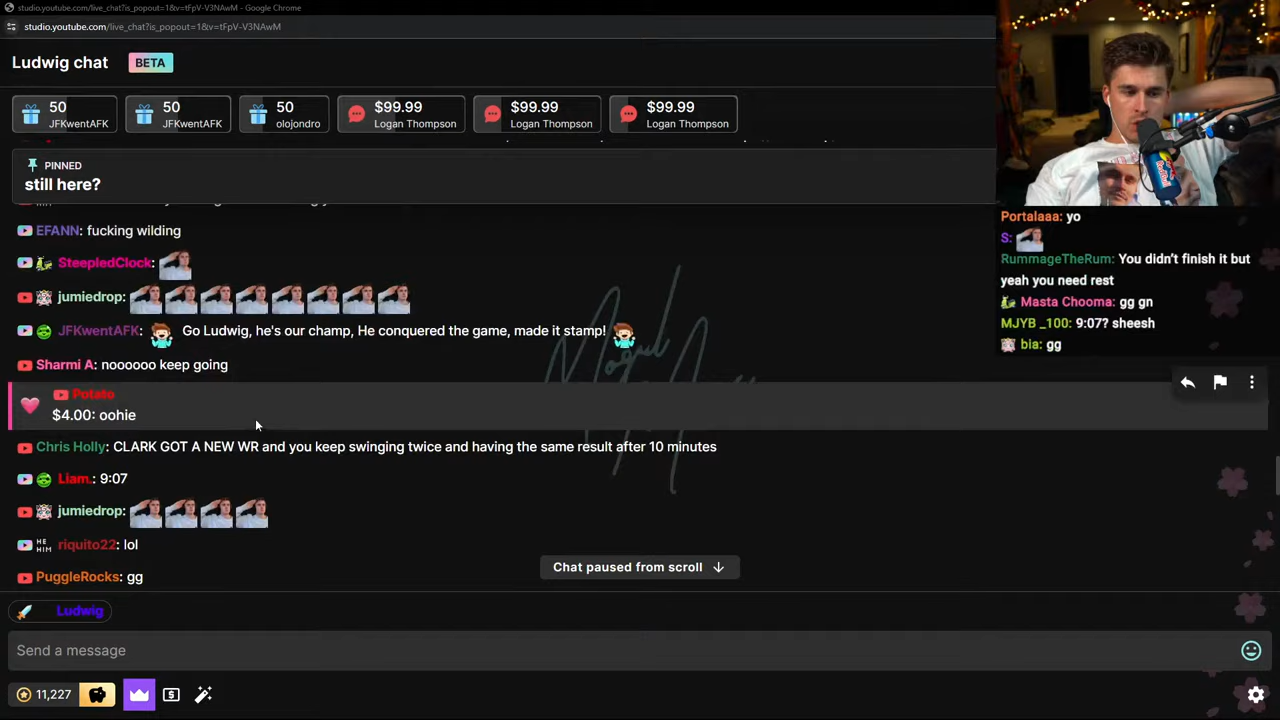 studio.youtube.com/live_chat?is_popout=1&v=tFpV-V3NAwM - Google Chrome
studio.youtube.com/live_chat?is_popout=1&v=tFpV-V3NAwM
Ludwig chat BETA
50 JFKwentAFK
50 JFKwentAFK
50 olojondro
$99.99 Logan Thompson
$99.99 Logan Thompson
$99.99 Logan Thompson
PINNED
still here?
EFANN: fucking wilding
SteepledClock:
jumiedrop:
JFKwentAFK: Go Ludwig, he's our champ, He conquered the game, made it stamp!
Sharmi A: noooooo keep going
Potato
$4.00: oohie
Chris Holly: CLARK GOT A NEW WR and you keep swinging twice and having the same result after 10 minutes
Liam.: 9:07
jumiedrop:
HE HIM riquito22: lol
PuggleRocks: gg
Chat paused from scroll
Ludwig
Send a message
11,227
Portalaaa: yo
S:
RummageTheRum: You didn't finish it but
yeah you need rest
Masta Chooma: gg gn
MJYB _100: 9:07? sheesh
bia: gg